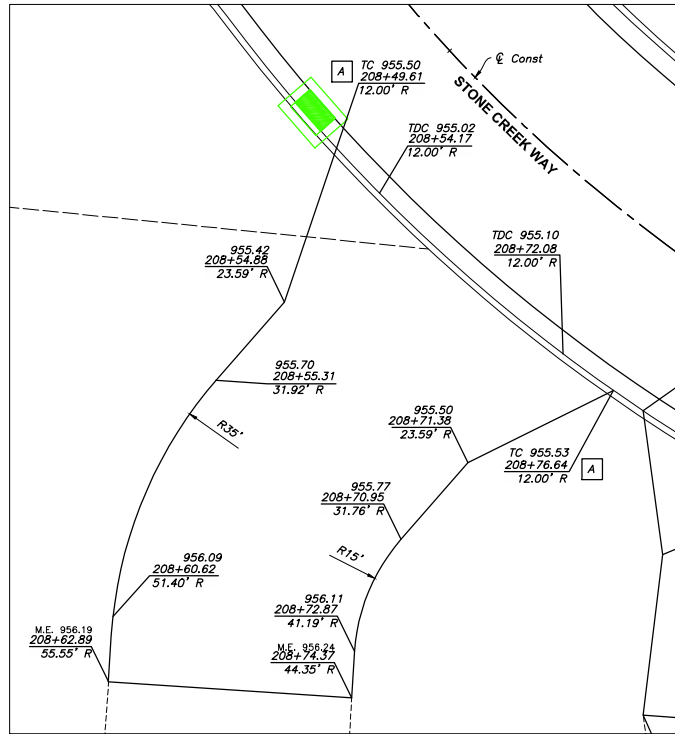 ℄ Const
STONE CREEK WAY
A
TC 955.50
208+49.61
12.00' R
TDC 955.02
208+54.17
12.00' R
TDC 955.10
208+72.08
12.00' R
955.42
208+54.88
23.59' R
955.70
208+55.31
31.92' R
R35'
955.50
208+71.38
23.59' R
TC 955.53
208+76.64
12.00' R
A
955.77
208+70.95
31.76' R
R15'
956.09
208+60.62
51.40' R
956.11
208+72.87
41.19' R
M.E. 956.19
208+62.89
55.55' R
M.E. 956.24
208+74.37
44.35' R